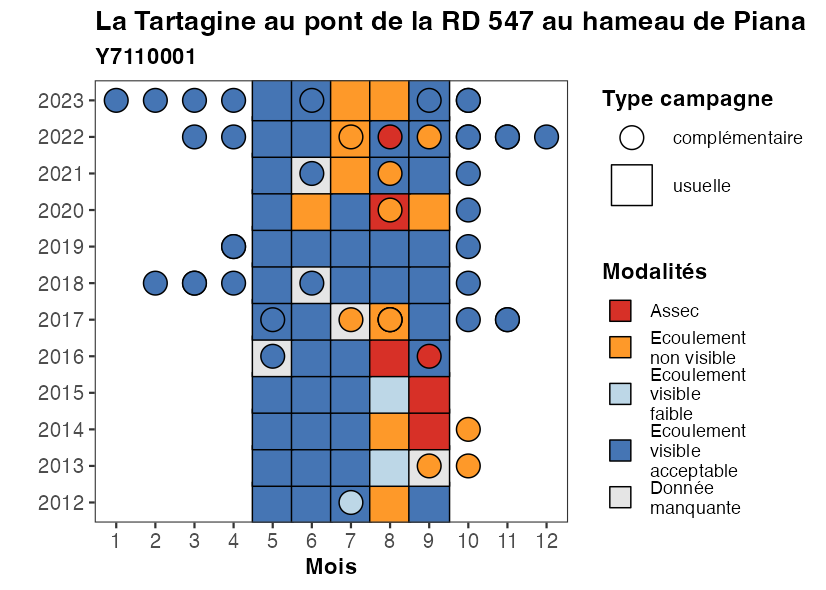 La Tartagine au pont de la RD 547 au hameau de Piana
Y7110001
2023
2022
2021
2020
2019
2018
2017
2016
2015
2014
2013
2012
1 2 3 4 5 6 7 8 9 10 11 12
Mois
Type campagne
complémentaire
usuelle
Modalités
Assec
Ecoulement
non visible
Ecoulement
visible
faible
Ecoulement
visible
acceptable
Donnée
manquante